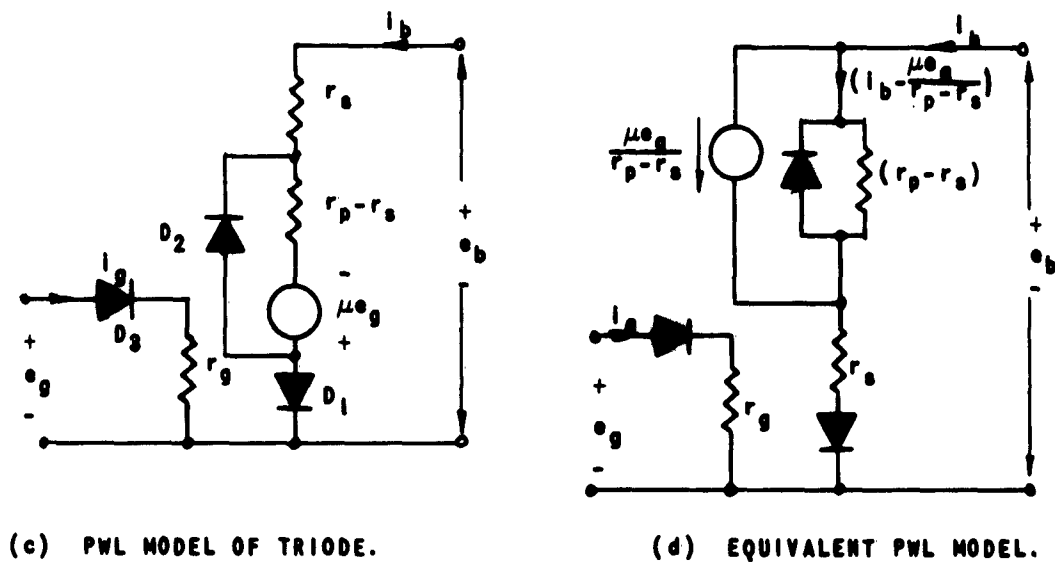 i_b
r_s
r_p-r_s
D_2
-
μe_g
+
i_g
D_3
r_g
D_1
+
e_g
-
+
e_b
-
(c) PWL MODEL OF TRIODE.
i_b
(i_b-μe_g/r_p-r_s)
μe_g/r_p-r_s
(r_p-r_s)
i_g
r_g
r_s
+
e_g
-
+
e_b
-
(d) EQUIVALENT PWL MODEL.